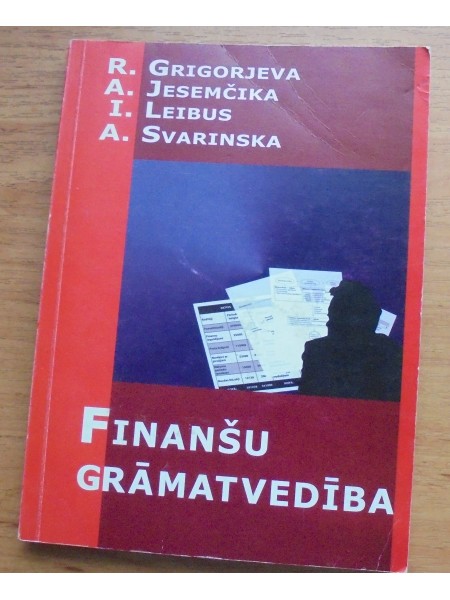 R. GRIGORJEVA
A. JESEMČIKA
I. LEIBUS
A. SVARINSKA
FINANŠU
GRĀMATVEDĪBA